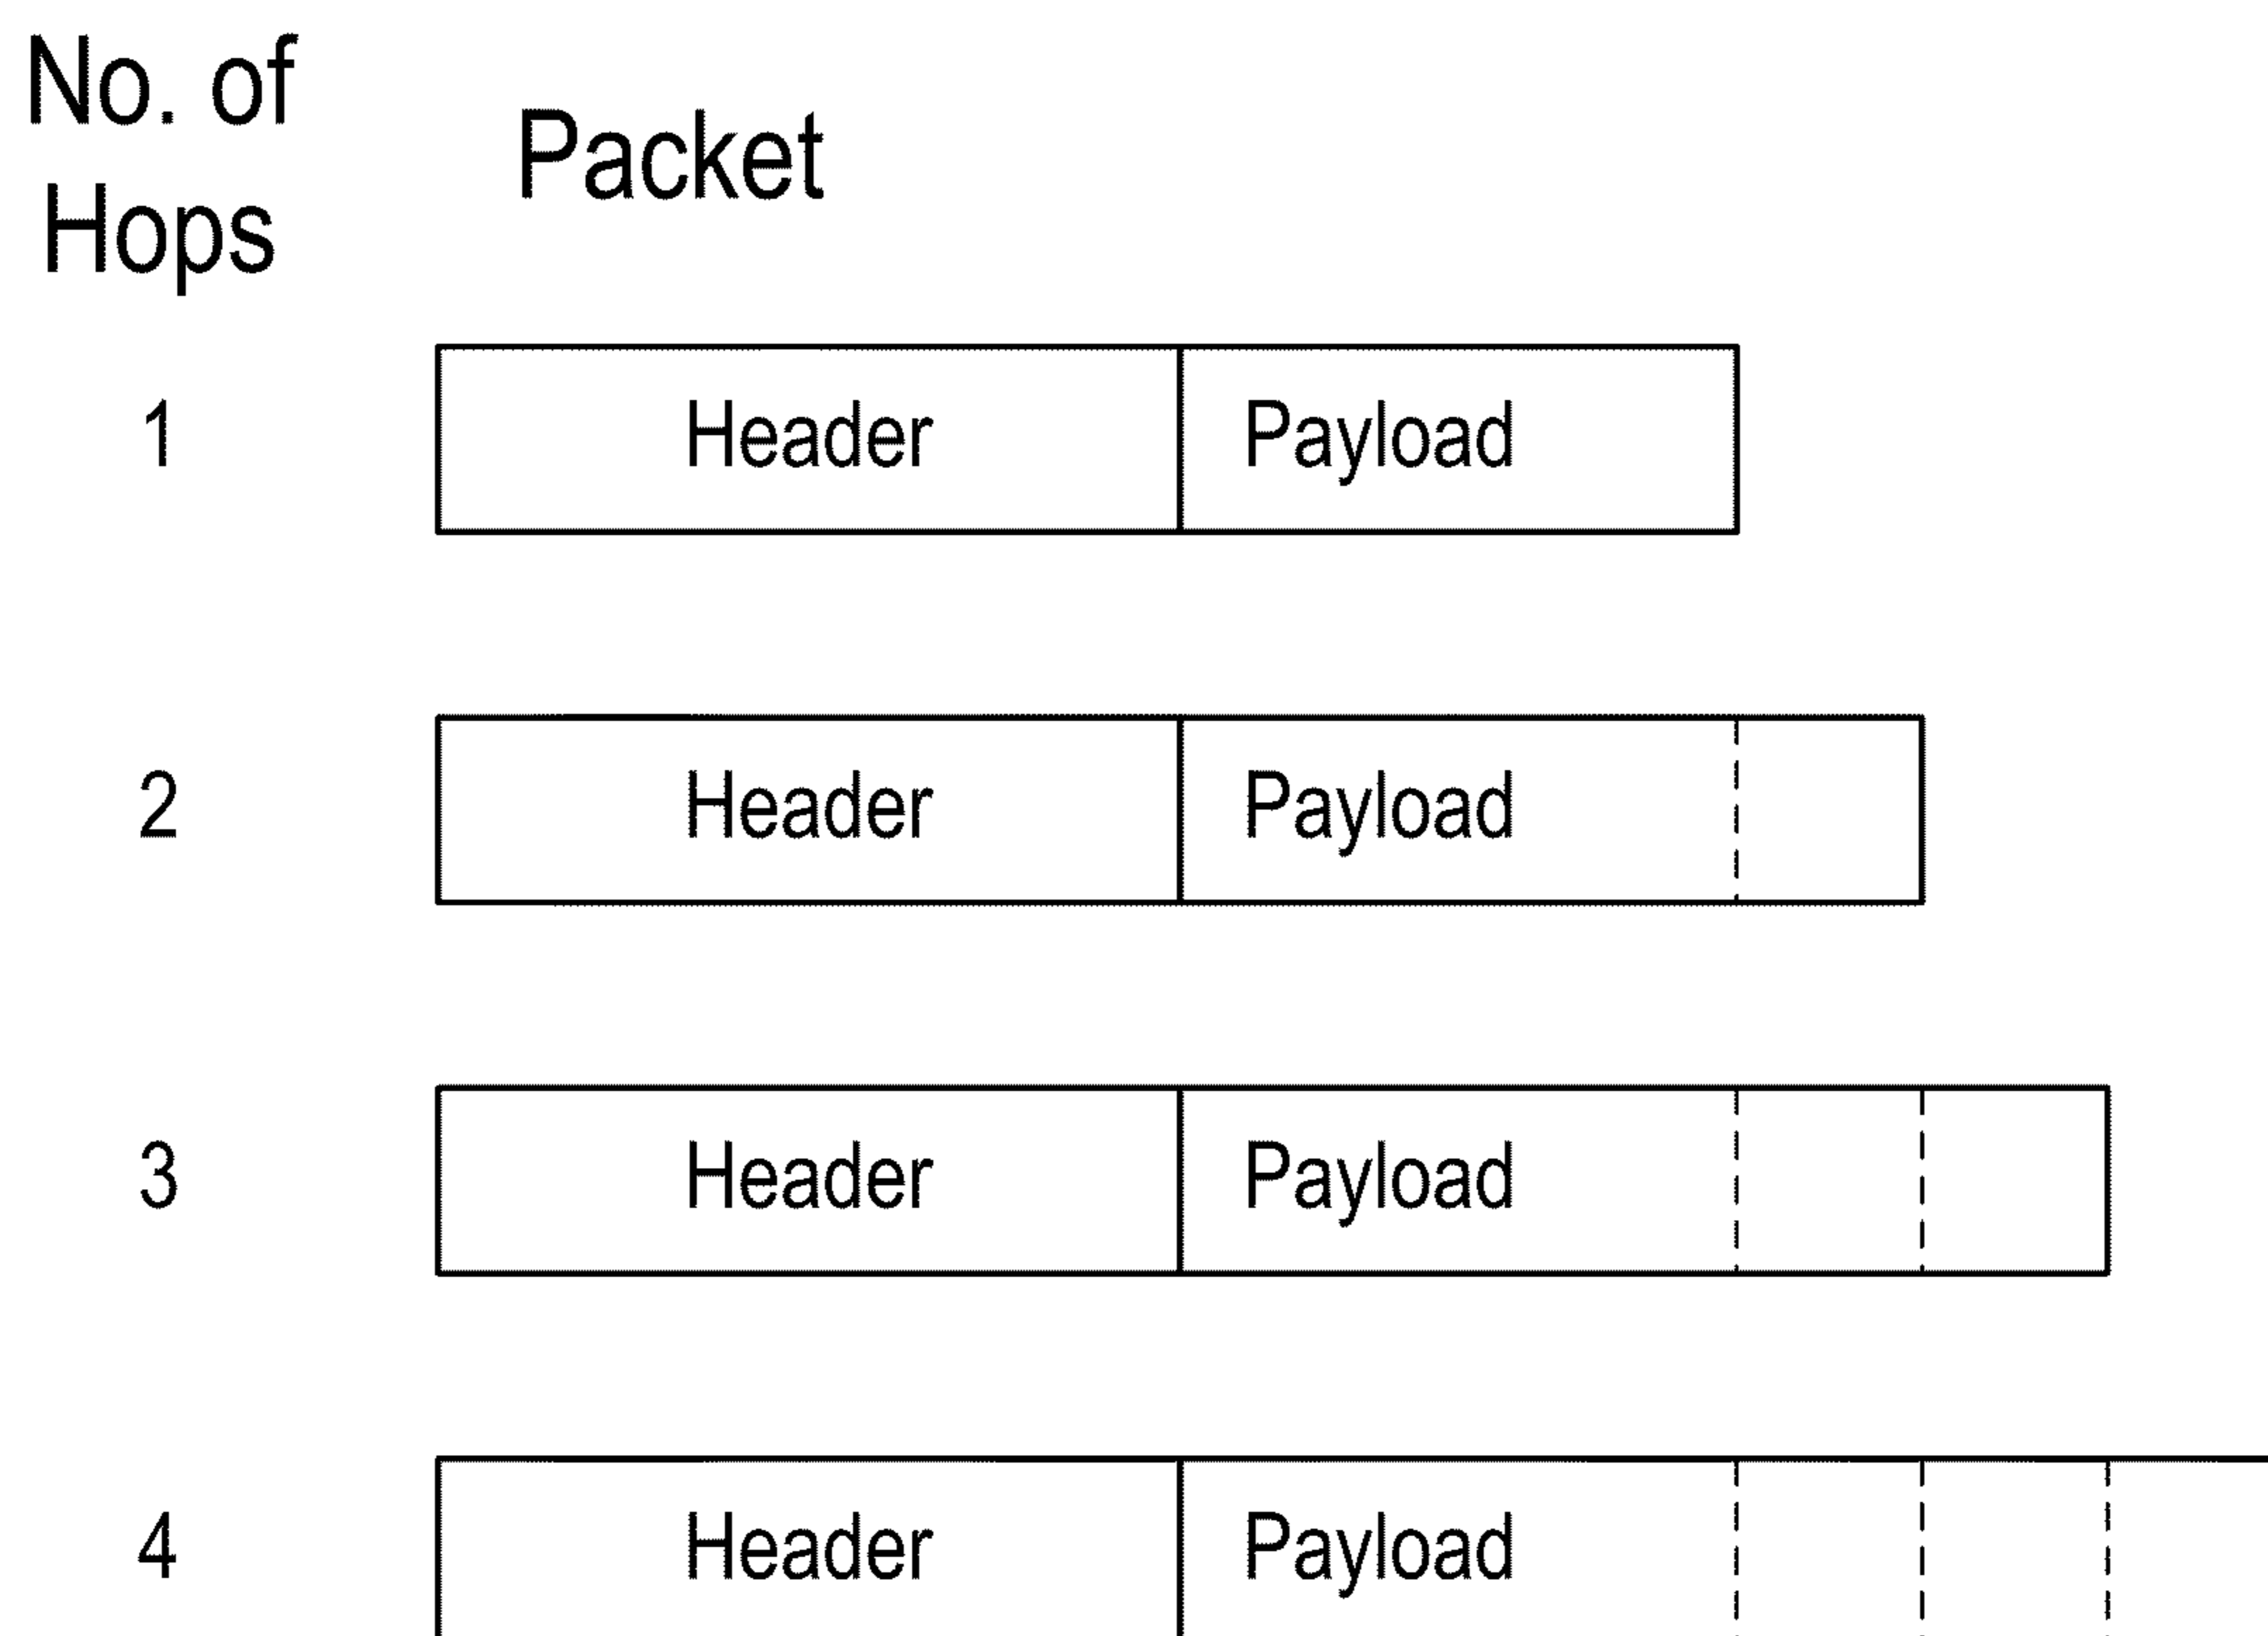 No. of
Hops
Packet
1 Header Payload
2 Header Payload
3 Header Payload
4 Header Payload